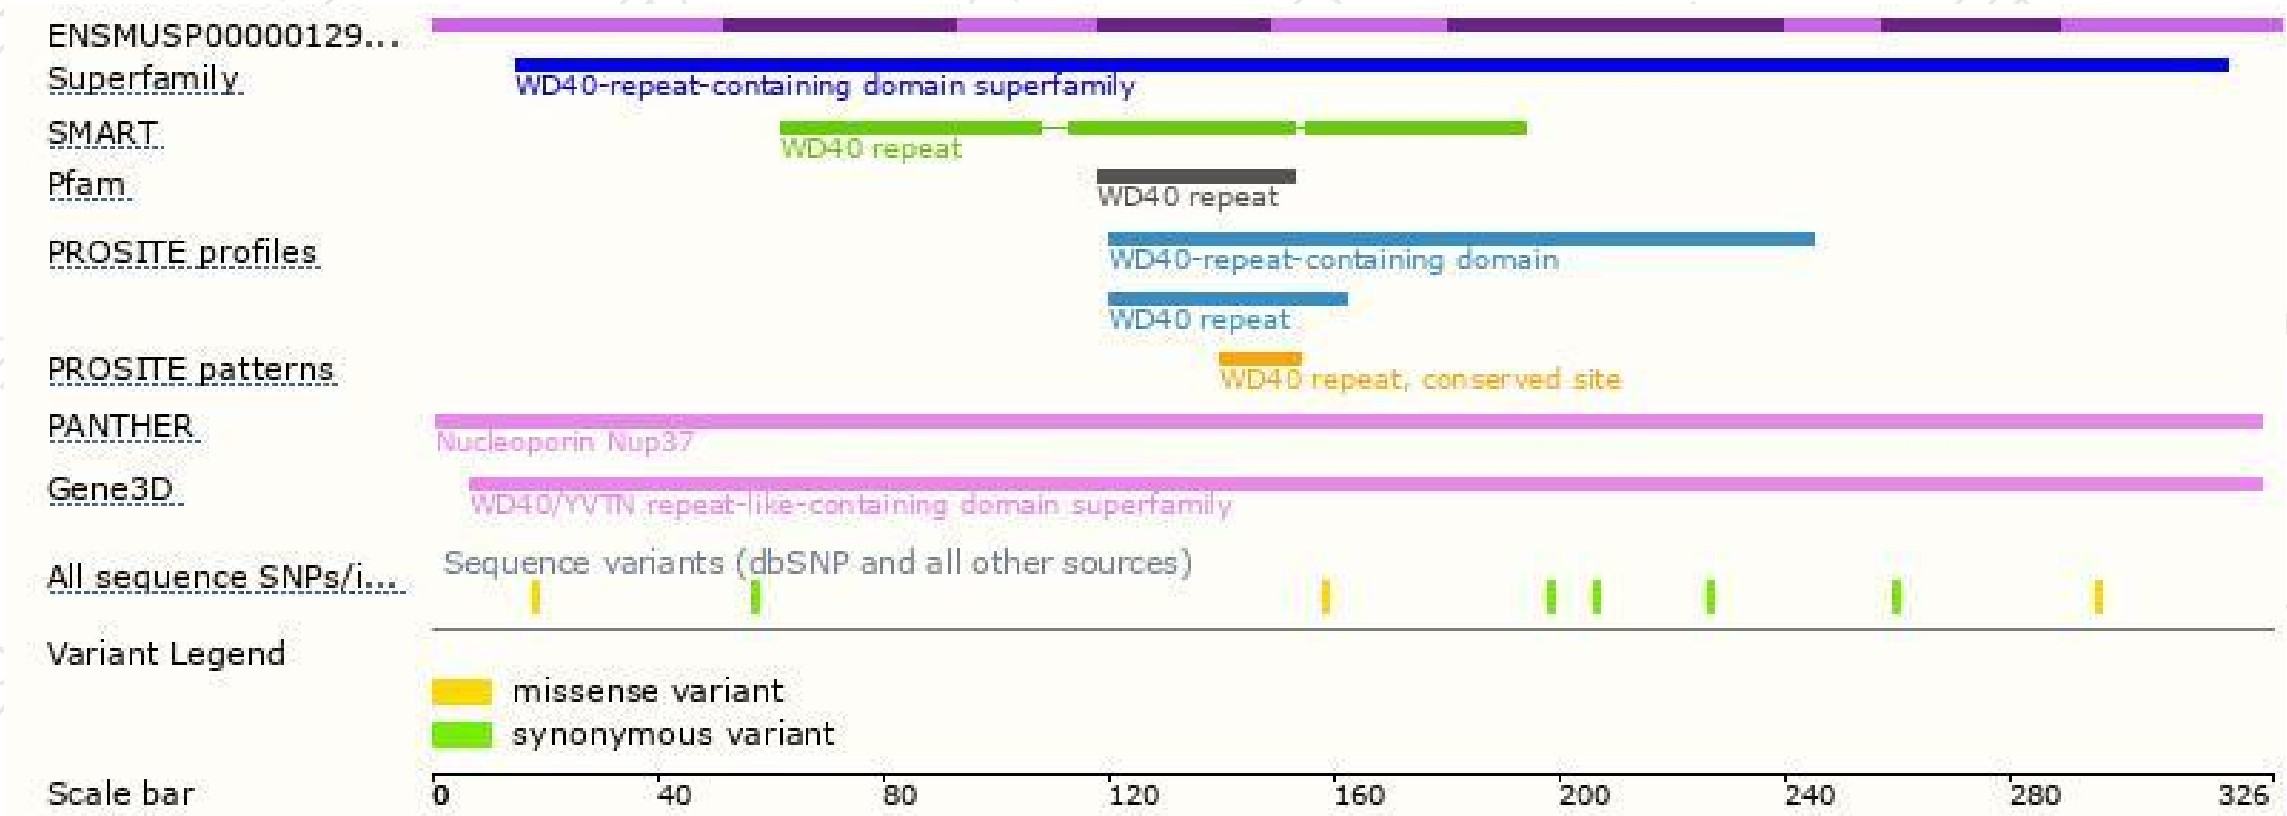 ENSMUSP00000129...
Superfamily
WD40-repeat-containing domain superfamily
SMART
WD40 repeat
Pfam
WD40 repeat
PROSITE profiles
WD40-repeat-containing domain
WD40 repeat
PROSITE patterns
WD40 repeat, conserved site
PANTHER
Nucleoporin Nup37
Gene3D
WD40/YVTN repeat-like-containing domain superfamily
All sequence SNPs/i...
Sequence variants (dbSNP and all other sources)
Variant Legend
missense variant
synonymous variant
Scale bar 0 40 80 120 160 200 240 280 326